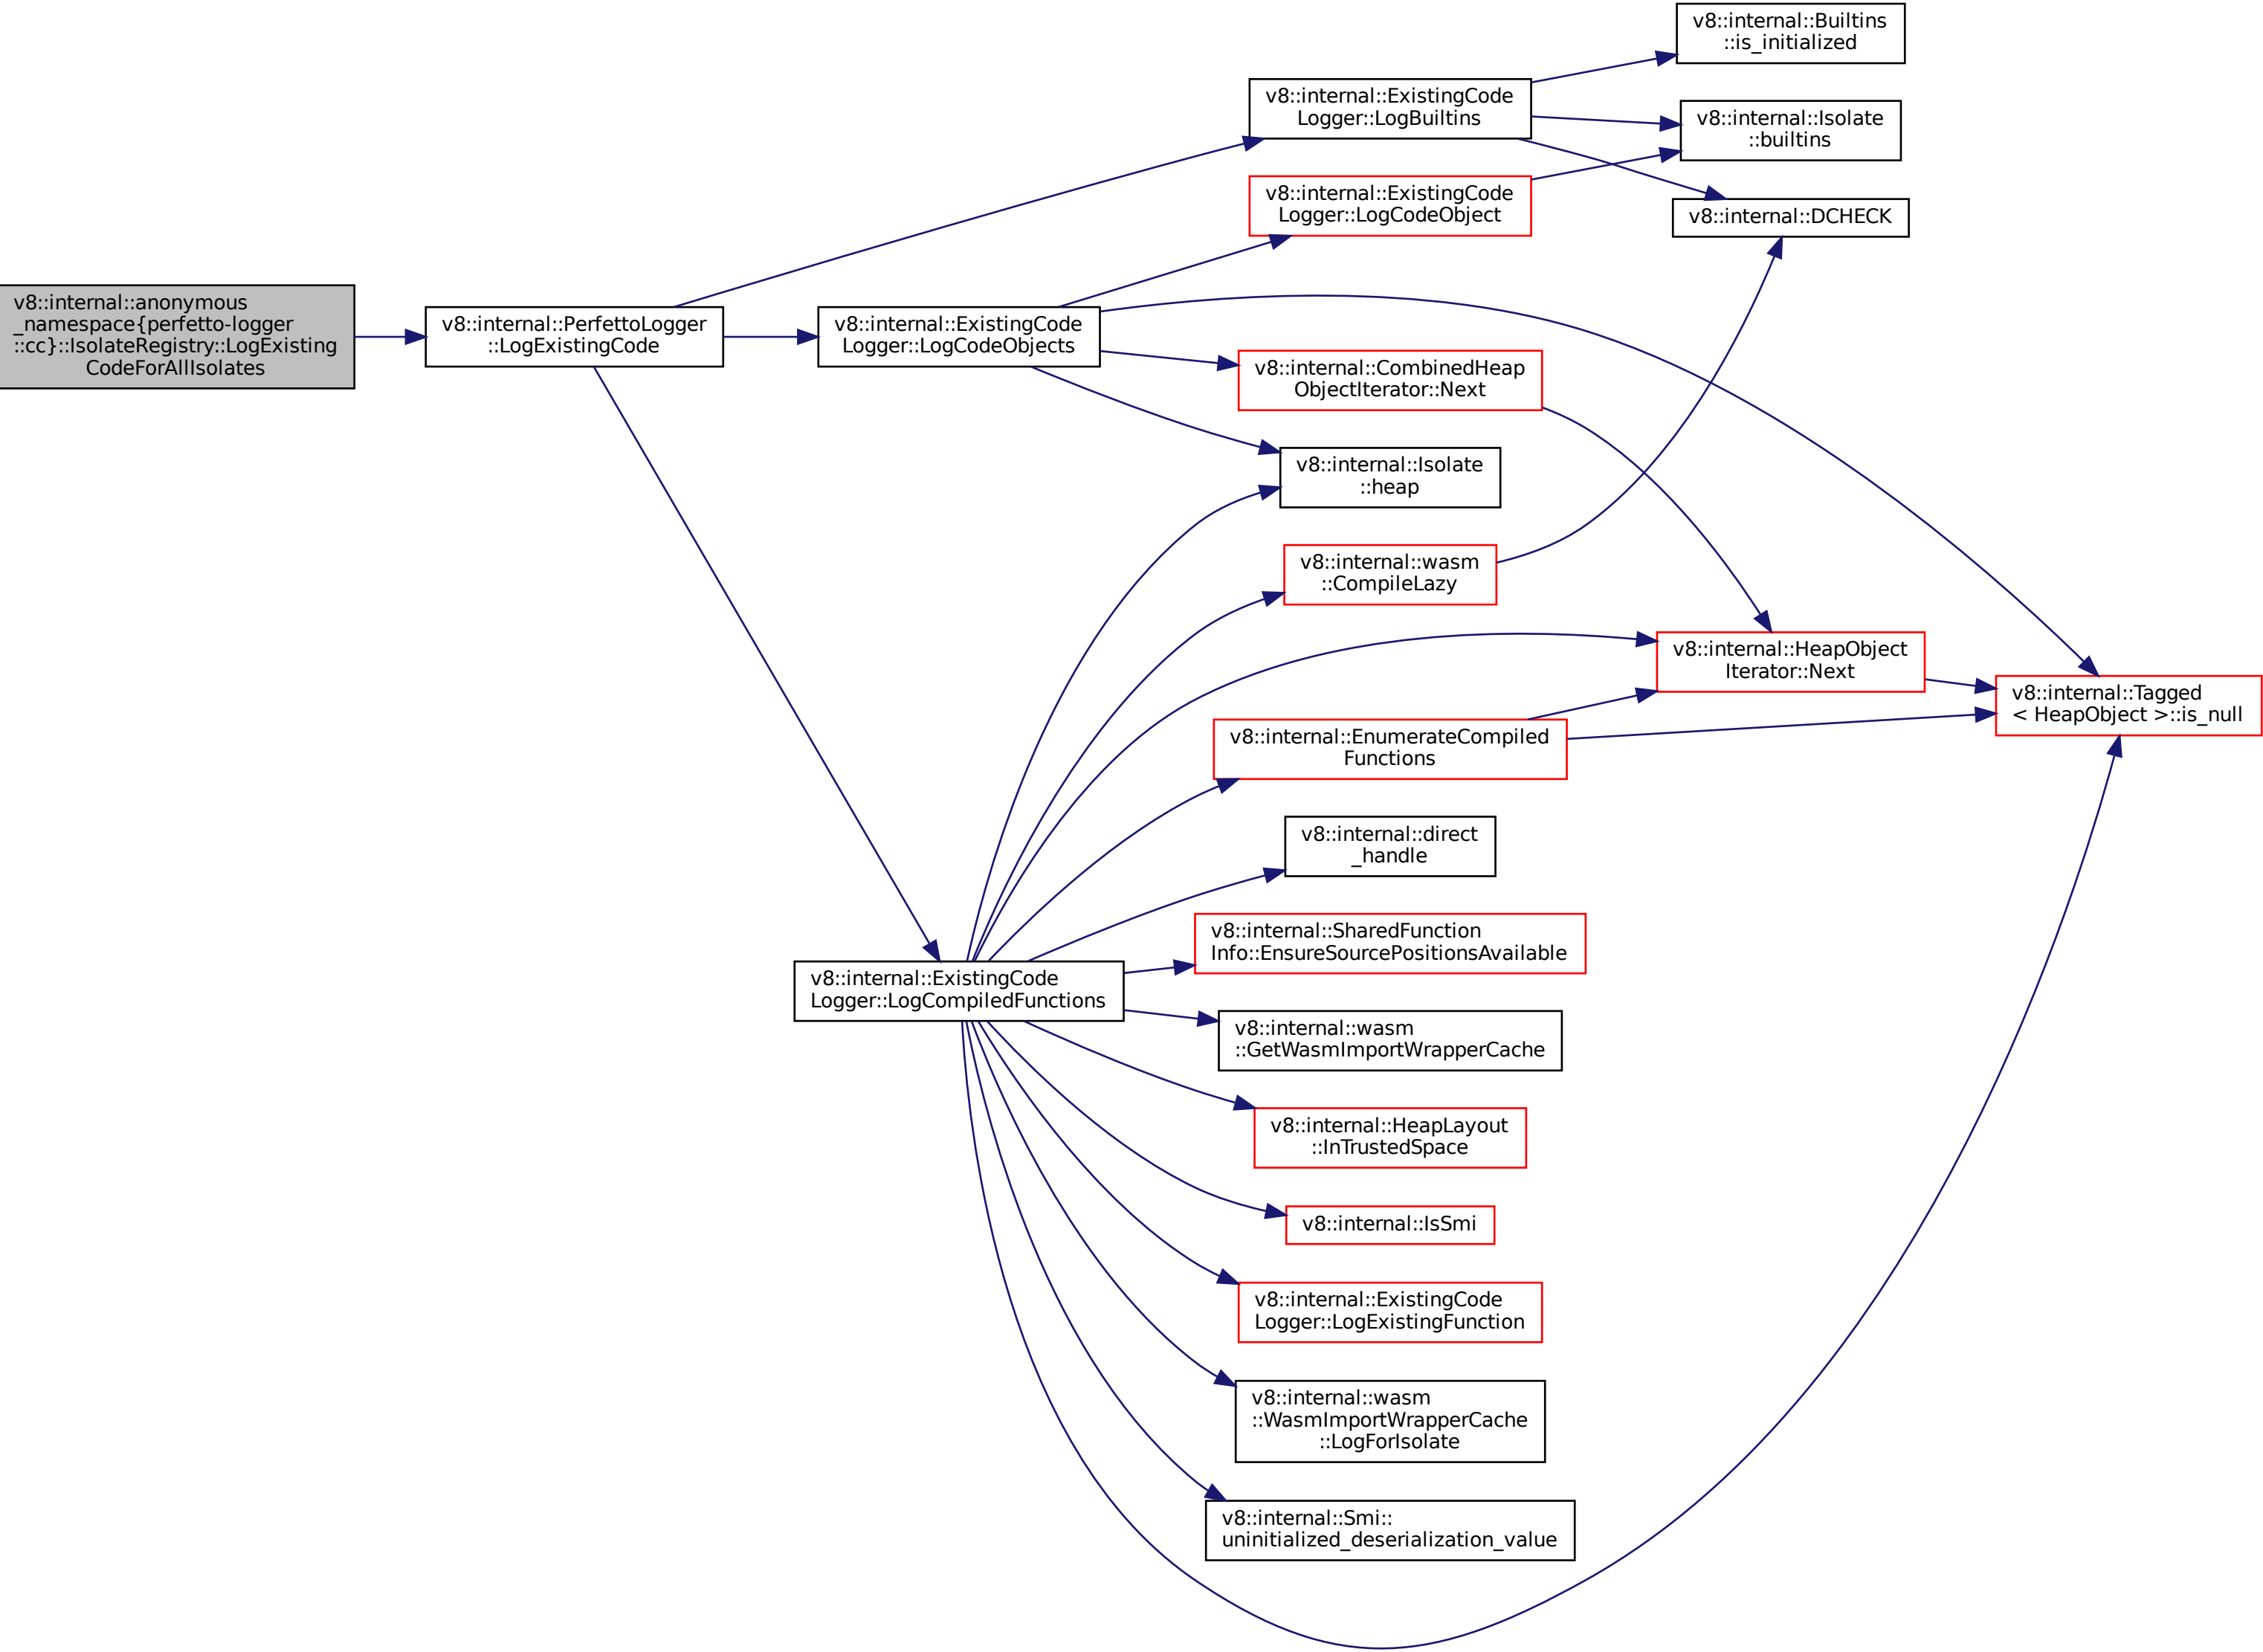 v8::internal::anonymous
_namespace{perfetto-logger
::cc}::IsolateRegistry::LogExisting
CodeForAllIsolates
v8::internal::PerfettoLogger
::LogExistingCode
v8::internal::ExistingCode
Logger::LogBuiltins
v8::internal::Builtins
::is_initialized
v8::internal::Isolate
::builtins
v8::internal::DCHECK
v8::internal::ExistingCode
Logger::LogCodeObjects
v8::internal::ExistingCode
Logger::LogCodeObject
v8::internal::CombinedHeap
ObjectIterator::Next
v8::internal::Isolate
::heap
v8::internal::wasm
::CompileLazy
v8::internal::HeapObject
Iterator::Next
v8::internal::Tagged
< HeapObject >::is_null
v8::internal::EnumerateCompiled
Functions
v8::internal::direct
_handle
v8::internal::ExistingCode
Logger::LogCompiledFunctions
v8::internal::SharedFunction
Info::EnsureSourcePositionsAvailable
v8::internal::wasm
::GetWasmImportWrapperCache
v8::internal::HeapLayout
::InTrustedSpace
v8::internal::IsSmi
v8::internal::ExistingCode
Logger::LogExistingFunction
v8::internal::wasm
::WasmImportWrapperCache
::LogForIsolate
v8::internal::Smi::
uninitialized_deserialization_value